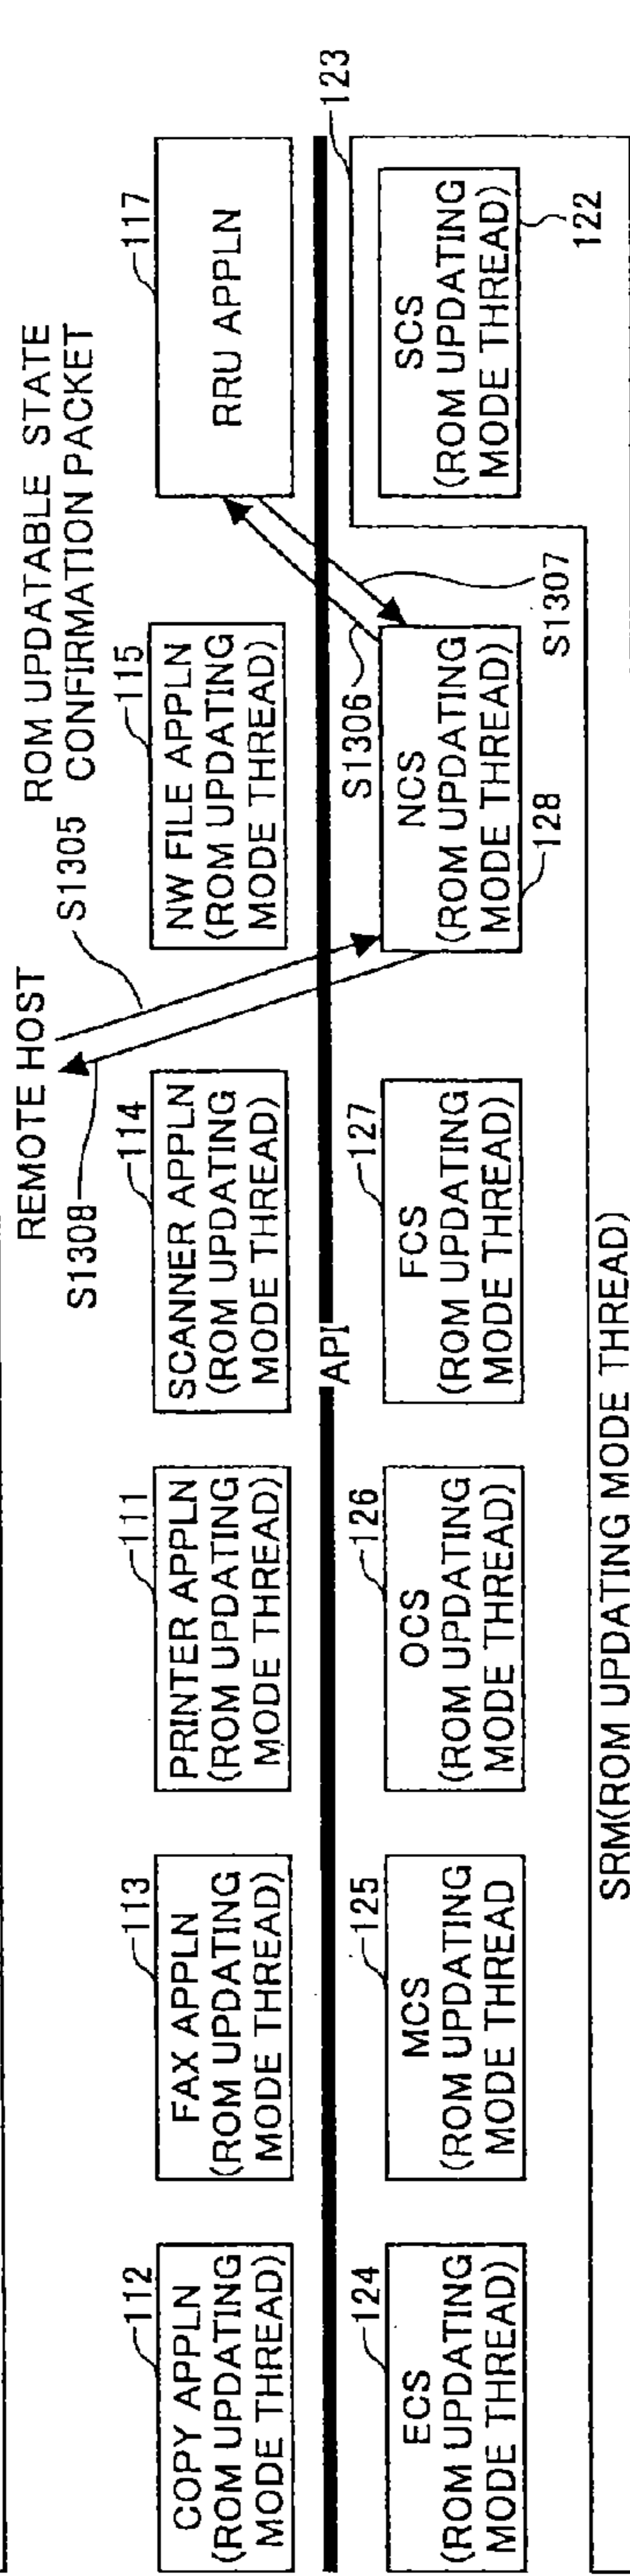 REMOTE HOST
S1305
S1308
ROM UPDATABLE STATE
CONFIRMATION PACKET
112
COPY APPLN
(ROM UPDATING
MODE THREAD)
113
FAX APPLN
(ROM UPDATING
MODE THREAD)
111
PRINTER APPLN
(ROM UPDATING
MODE THREAD)
114
SCANNER APPLN
(ROM UPDATING
MODE THREAD)
115
NW FILE APPLN
(ROM UPDATING
MODE THREAD)
117
RRU APPLN
API
123
124
ECS
(ROM UPDATING
MODE THREAD)
125
MCS
(ROM UPDATING
MODE THREAD
126
OCS
(ROM UPDATING
MODE THREAD)
127
FCS
(ROM UPDATING
MODE THREAD)
S1306
NCS
(ROM UPDATING
MODE THREAD)
128
S1307
SCS
(ROM UPDATING
MODE THREAD)
122
SRM(ROM UPDATING MODE THREAD)